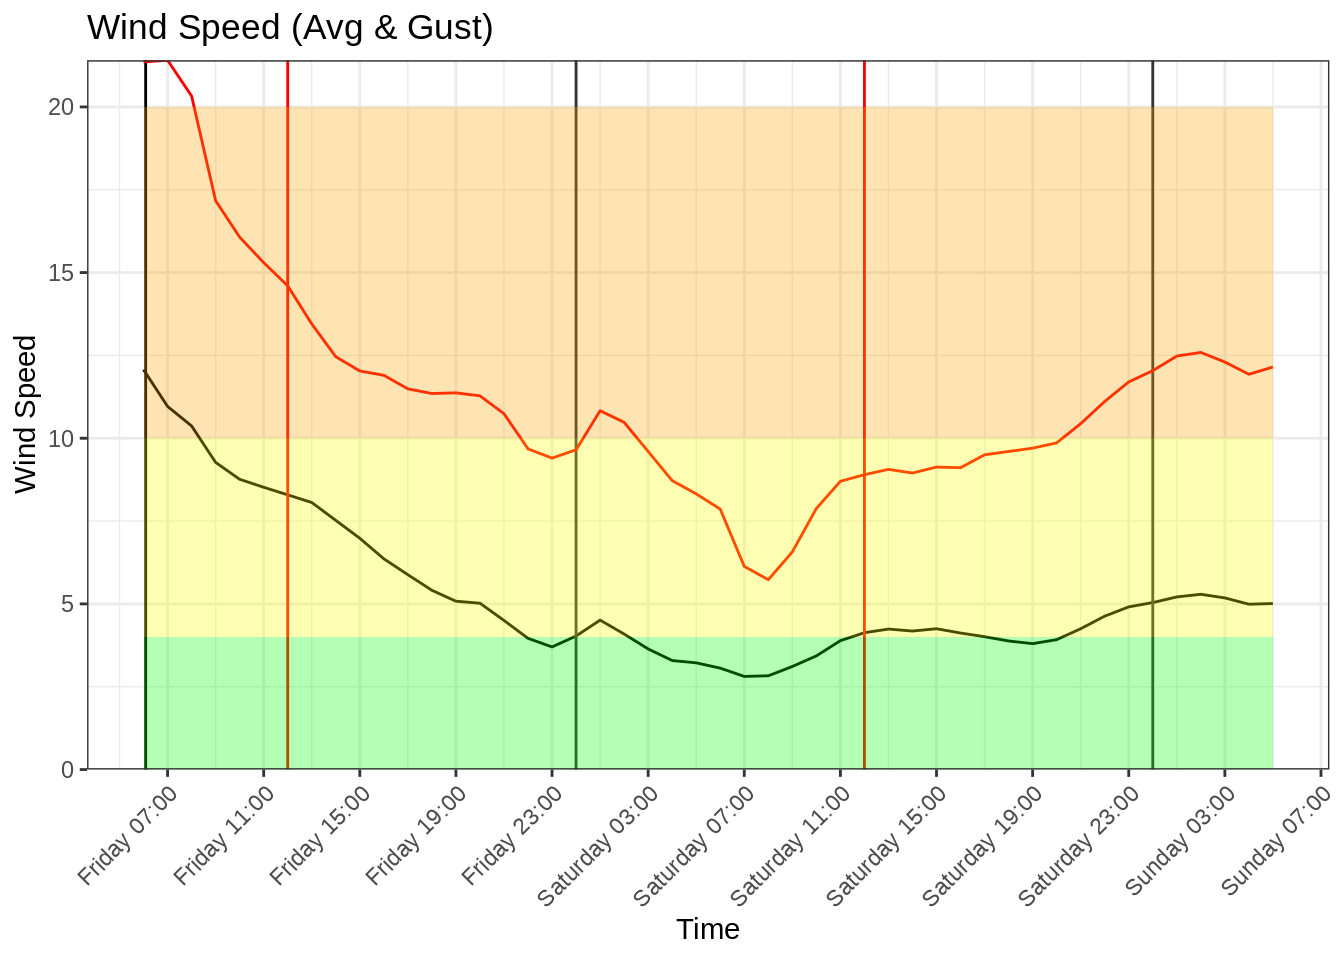 Wind Speed (Avg & Gust)
Wind Speed
20
15
10
5
0
Friday 07:00
Friday 11:00
Friday 15:00
Friday 19:00
Friday 23:00
Saturday 03:00
Saturday 07:00
Saturday 11:00
Saturday 15:00
Saturday 19:00
Saturday 23:00
Sunday 03:00
Sunday 07:00
Time